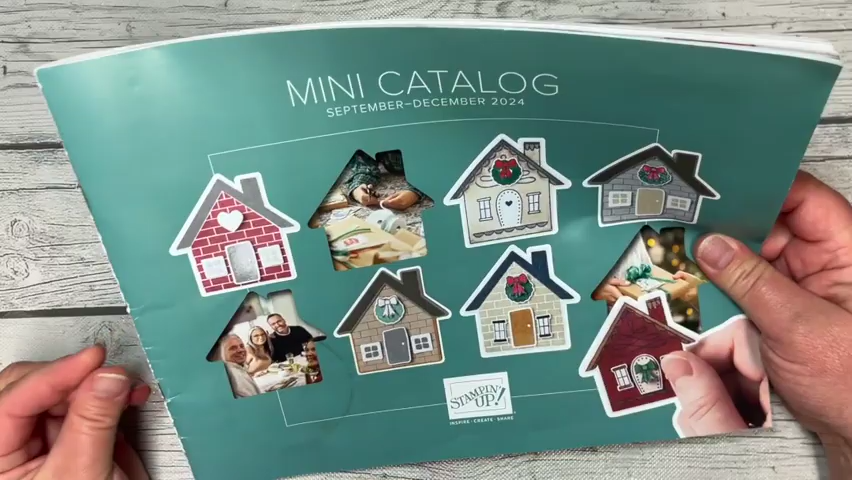 MINI CATALOG
SEPTEMBER–DECEMBER 2024
STAMPIN'
UP!
INSPIRE · CREATE · SHARE